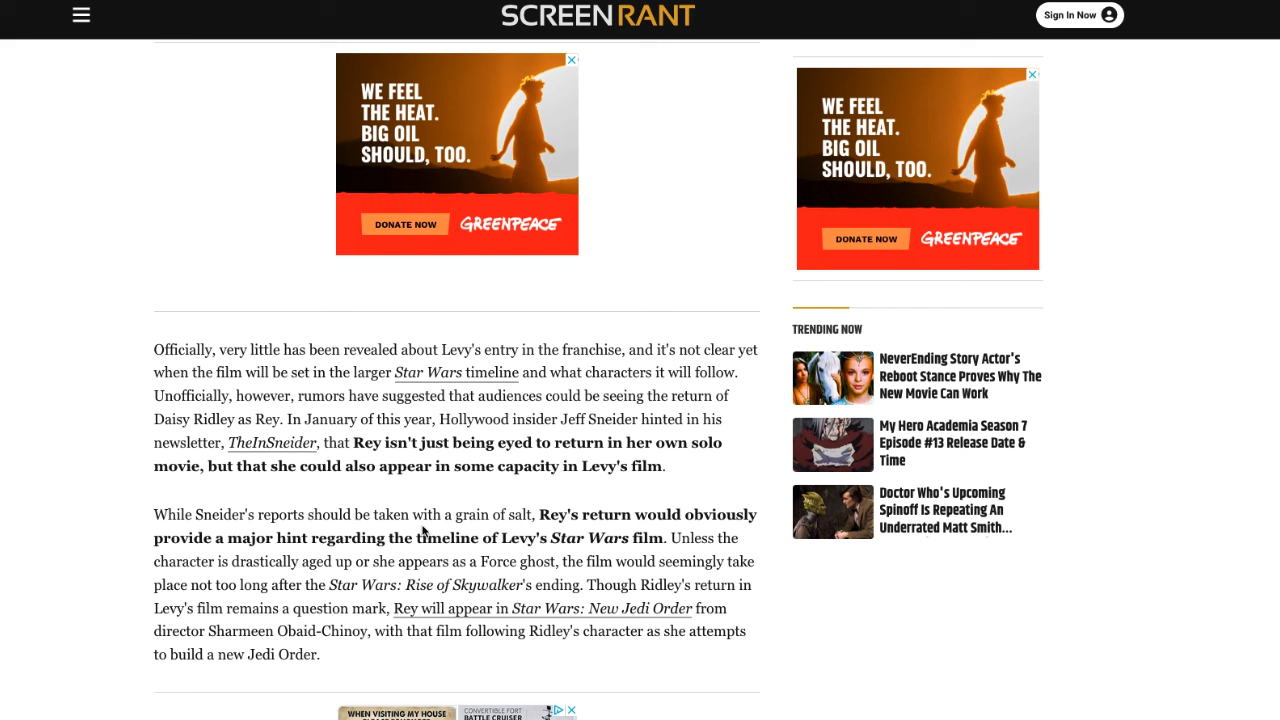 SCREENRANT
Sign In Now
WE FEEL
THE HEAT.
BIG OIL
SHOULD, TOO.
DONATE NOW
GREENPEACE
WE FEEL
THE HEAT.
BIG OIL
SHOULD, TOO.
DONATE NOW
GREENPEACE
Officially, very little has been revealed about Levy's entry in the franchise, and it's not clear yet
when the film will be set in the larger Star Wars timeline and what characters it will follow.
Unofficially, however, rumors have suggested that audiences could be seeing the return of
Daisy Ridley as Rey. In January of this year, Hollywood insider Jeff Sneider hinted in his
newsletter, TheInSneider, that Rey isn't just being eyed to return in her own solo
movie, but that she could also appear in some capacity in Levy's film.
While Sneider's reports should be taken with a grain of salt, Rey's return would obviously
provide a major hint regarding the timeline of Levy's Star Wars film. Unless the
character is drastically aged up or she appears as a Force ghost, the film would seemingly take
place not too long after the Star Wars: Rise of Skywalker's ending. Though Ridley's return in
Levy's film remains a question mark, Rey will appear in Star Wars: New Jedi Order from
director Sharmeen Obaid-Chinoy, with that film following Ridley's character as she attempts
to build a new Jedi Order.
TRENDING NOW
NeverEnding Story Actor's
Reboot Stance Proves Why The
New Movie Can Work
My Hero Academia Season 7
Episode #13 Release Date &
Time
Doctor Who's Upcoming
Spinoff Is Repeating An
Underrated Matt Smith...
WHEN VISITING MY HOUSE
CONVERTIBLE FORT
BATTLE CRUISER